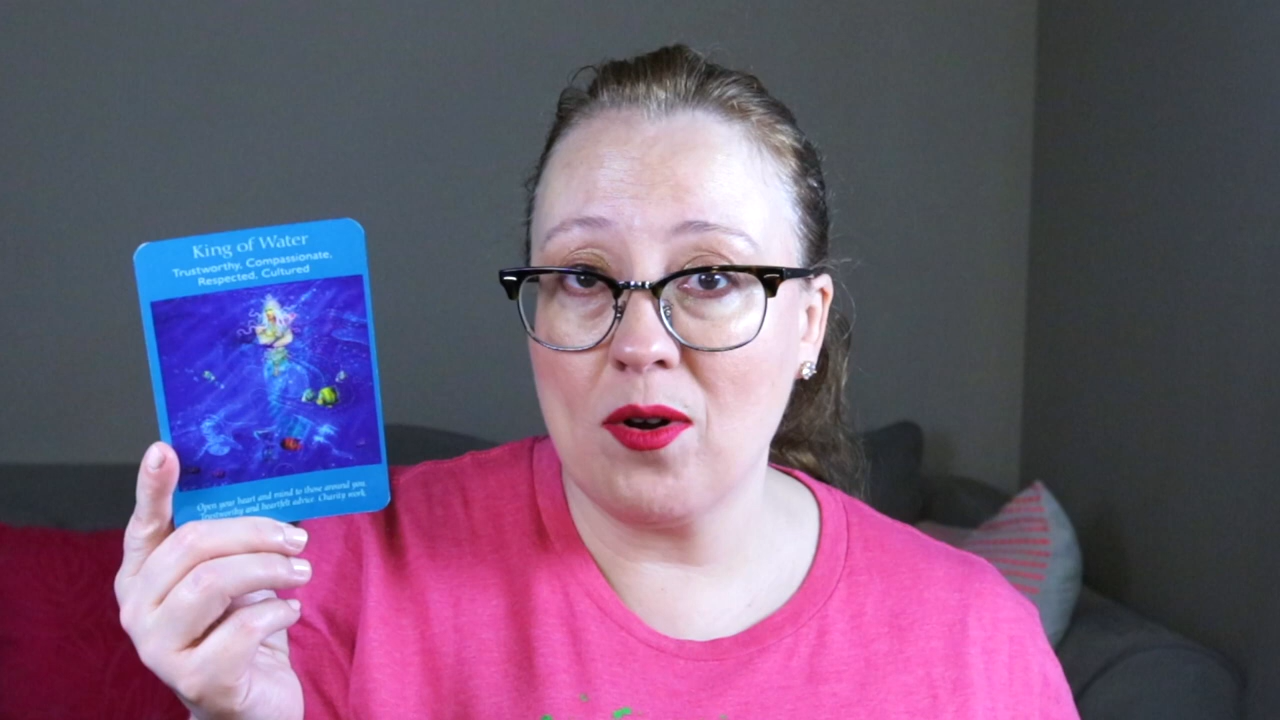 King of Water
Trustworthy, Compassionate,
Respected, Cultured
Open your heart and mind to those around you.
Trustworthy and heartfelt advice. Charity work.